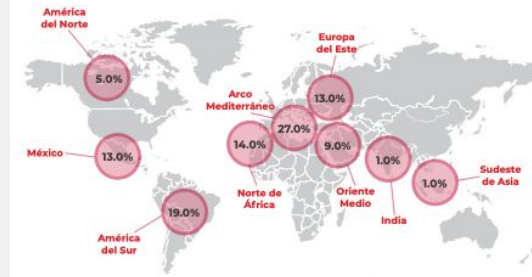 América
del Norte
5.0%
México
13.0%
América
del Sur
19.0%
Europa
del Este
13.0%
Arco
Mediterráneo
27.0%
14.0%
Norte de
África
9.0%
Oriente
Medio
1.0%
India
1.0%
Sudeste
de Asia